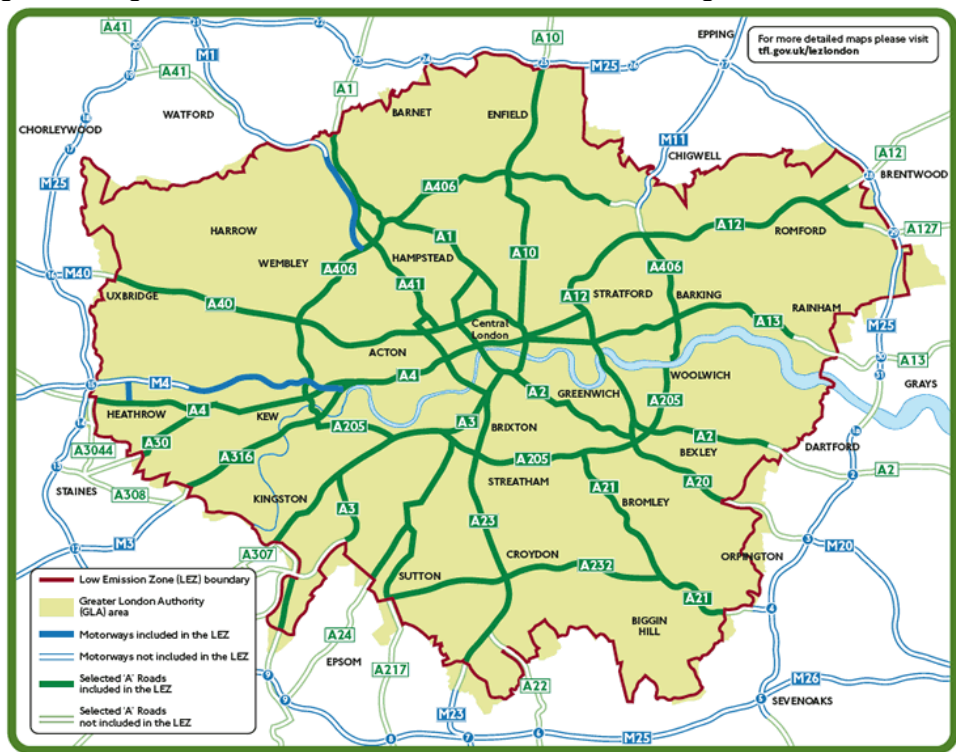 For more detailed maps please visit
tfl.gov.uk/lezlondon
A41
A10
EPPING
M1
M25
A41
A1
BARNET
ENFIELD
WATFORD
CHORLEYWOOD
M11
CHIGWELL
A12
BRENTWOOD
M25
A406
A12
ROMFORD
A127
HARROW
A1
A10
HAMPSTEAD
WEMBLEY
A406
A406
M40
A41
A12
STRATFORD
BARKING
UXBRIDGE
A40
RAINHAM
Central
London
A13
M25
ACTON
A13
M4
A4
WOOLWICH
GRAYS
A2
GREENWICH
HEATHROW
A4
KEW
A205
A205
A3
BRIXTON
A2
DARTFORD
A30
A3044
A316
A205
BEXLEY
A2
STREATHAM
A20
STAINES
A308
KINGSTON
A21
BROMLEY
A3
A23
M3
A307
CROYDON
M20
ORPINGTON
A232
SUTTON
A21
BIGGIN
HILL
A24
EPSOM
A217
A22
M26
SEVENOAKS
M23
M25
Low Emission Zone (LEZ) boundary
Greater London Authority
(GLA) area
Motorways included in the LEZ
Motorways not included in the LEZ
Selected 'A' Roads
included in the LEZ
Selected 'A' Roads
not included in the LEZ